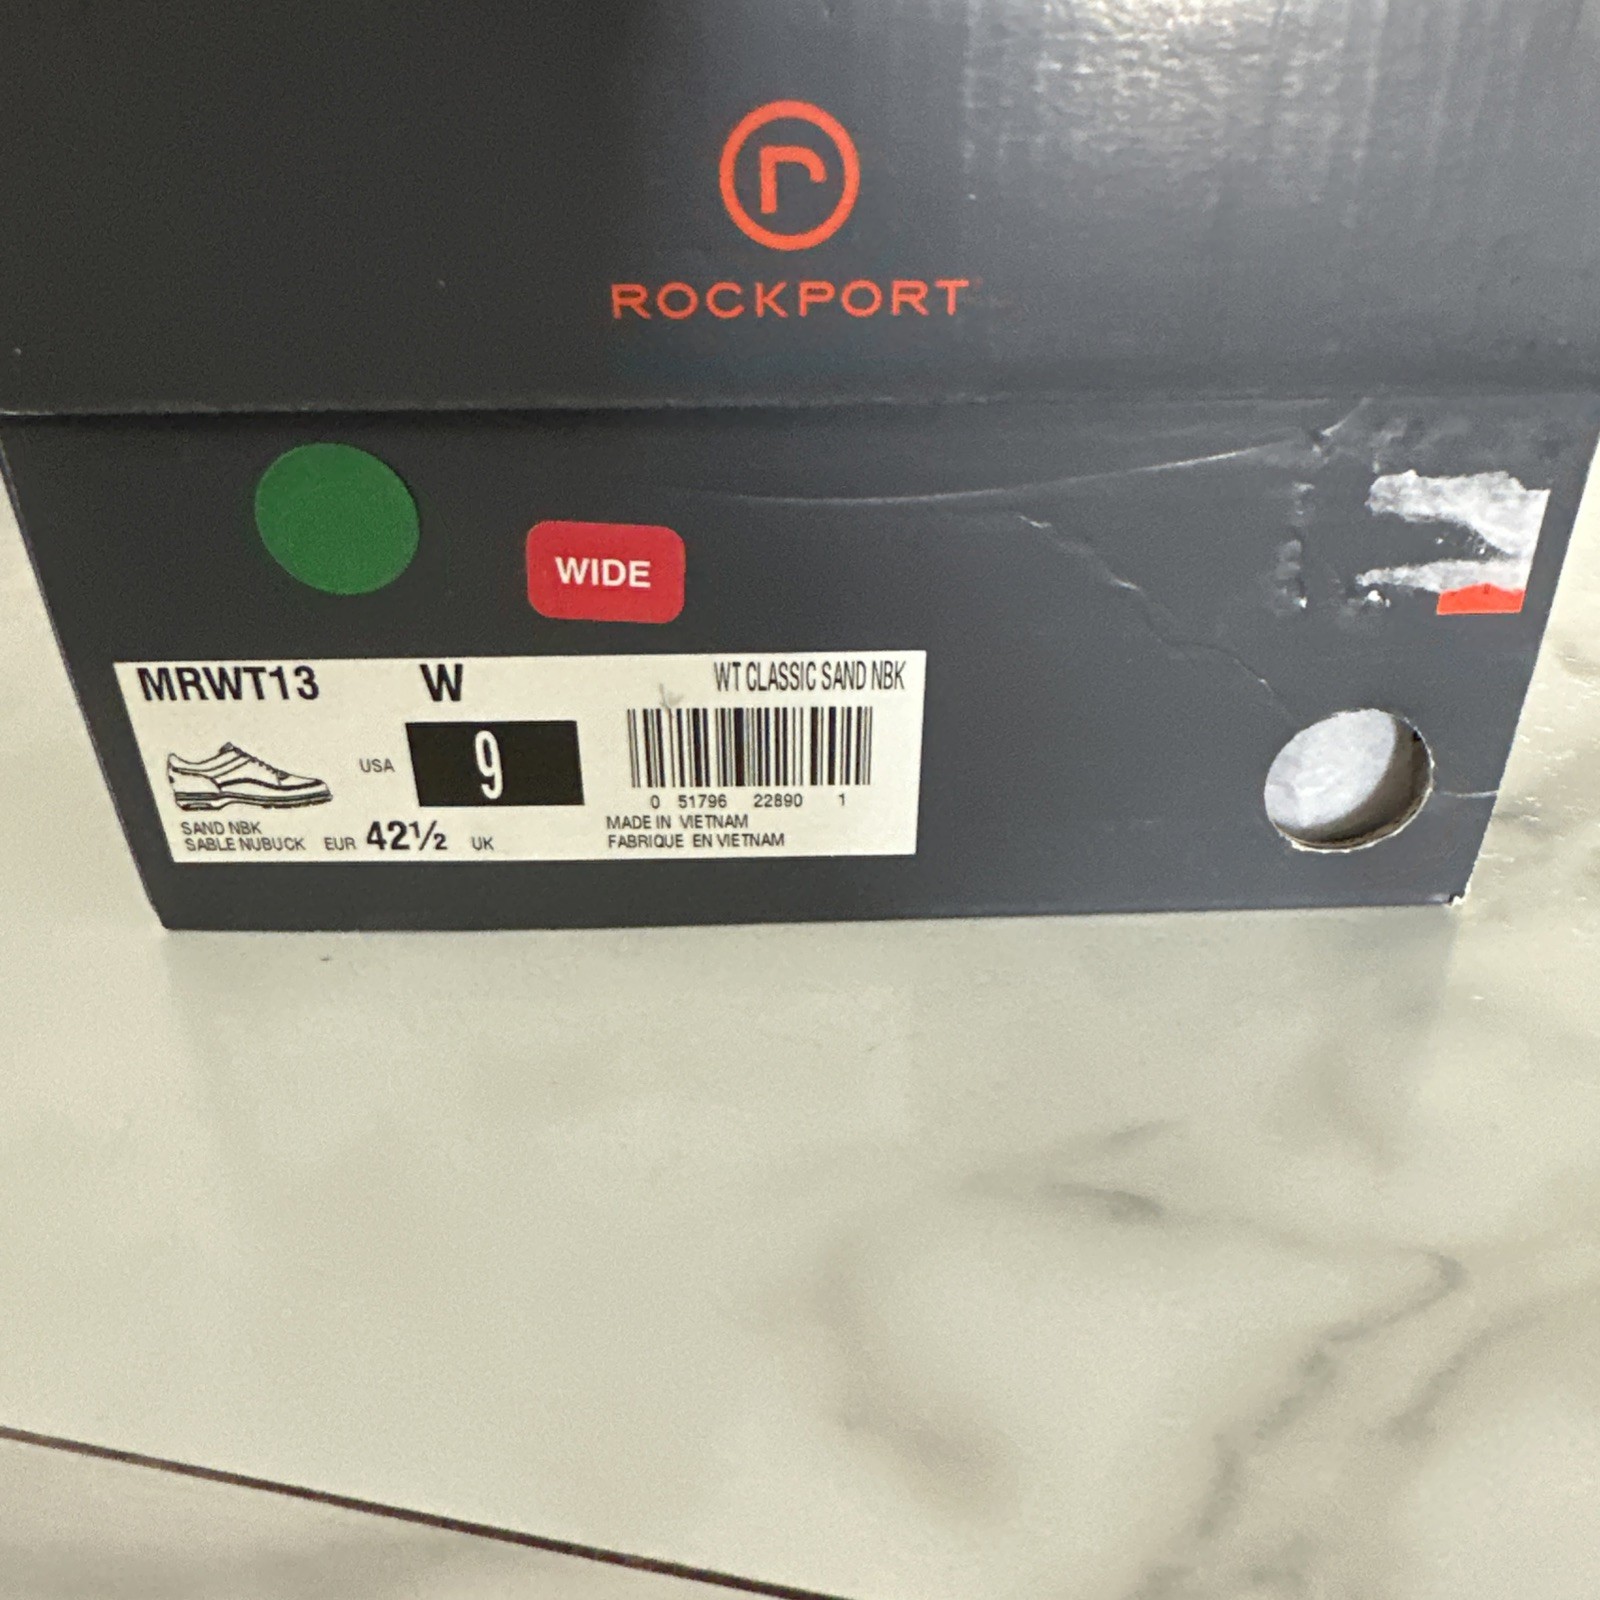 r
ROCKPORT
WIDE
MRWT13 W WT CLASSIC SAND NBK
USA 9
0 51796 22890 1
SAND NBK
SABLE NUBUCK EUR 42½ UK
MADE IN VIETNAM
FABRIQUE EN VIETNAM